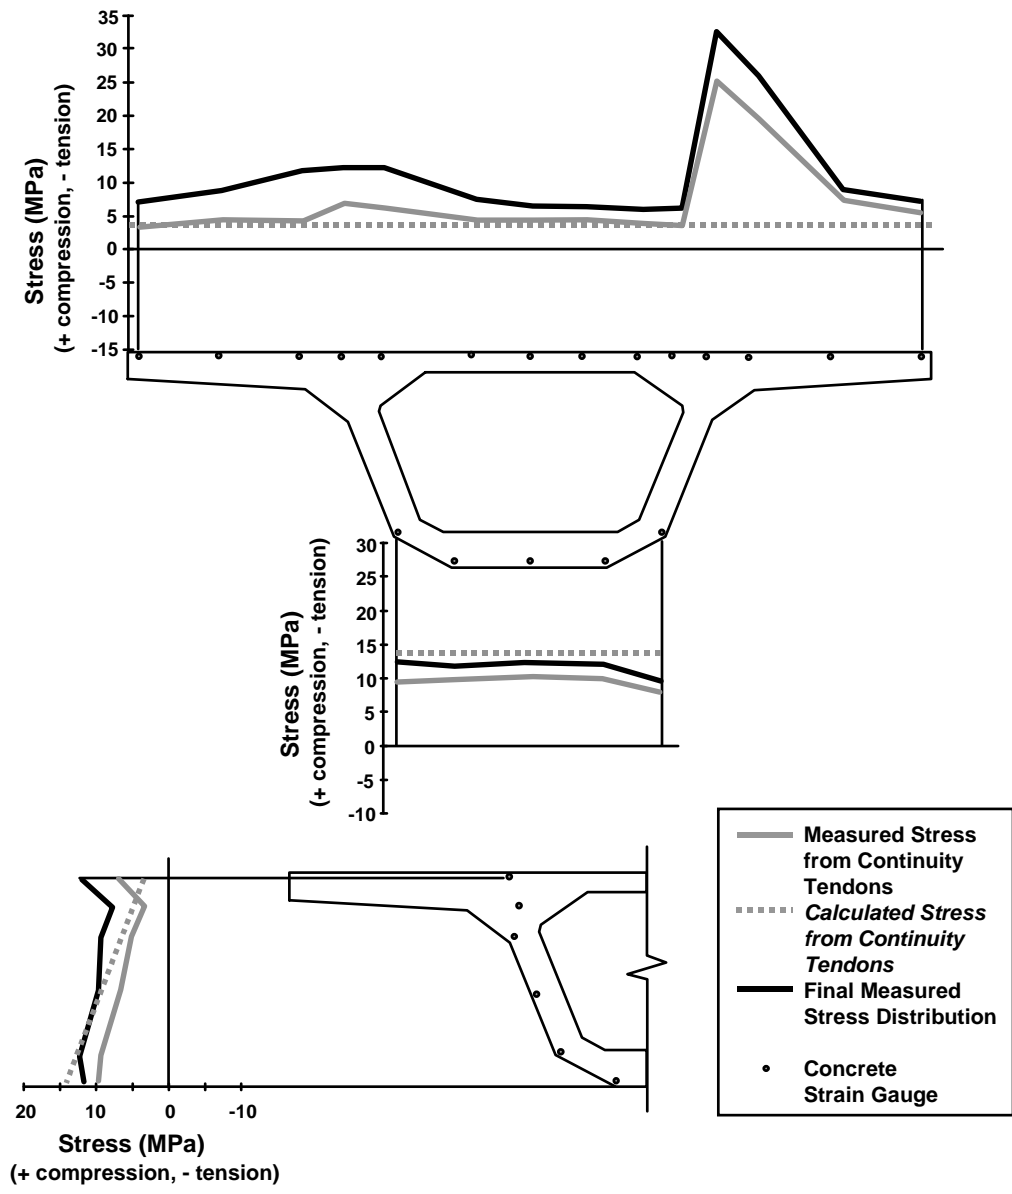 35
30
25
20
15
10
5
0
-5
-10
-15
Stress (MPa)
(+ compression, - tension)
30
25
20
15
10
5
0
-5
-10
Stress (MPa)
(+ compression, - tension)
Measured Stress
from Continuity
Tendons
Calculated Stress
from Continuity
Tendons
Final Measured
Stress Distribution
Concrete
Strain Gauge
20 10 0 -10
Stress (MPa)
(+ compression, - tension)